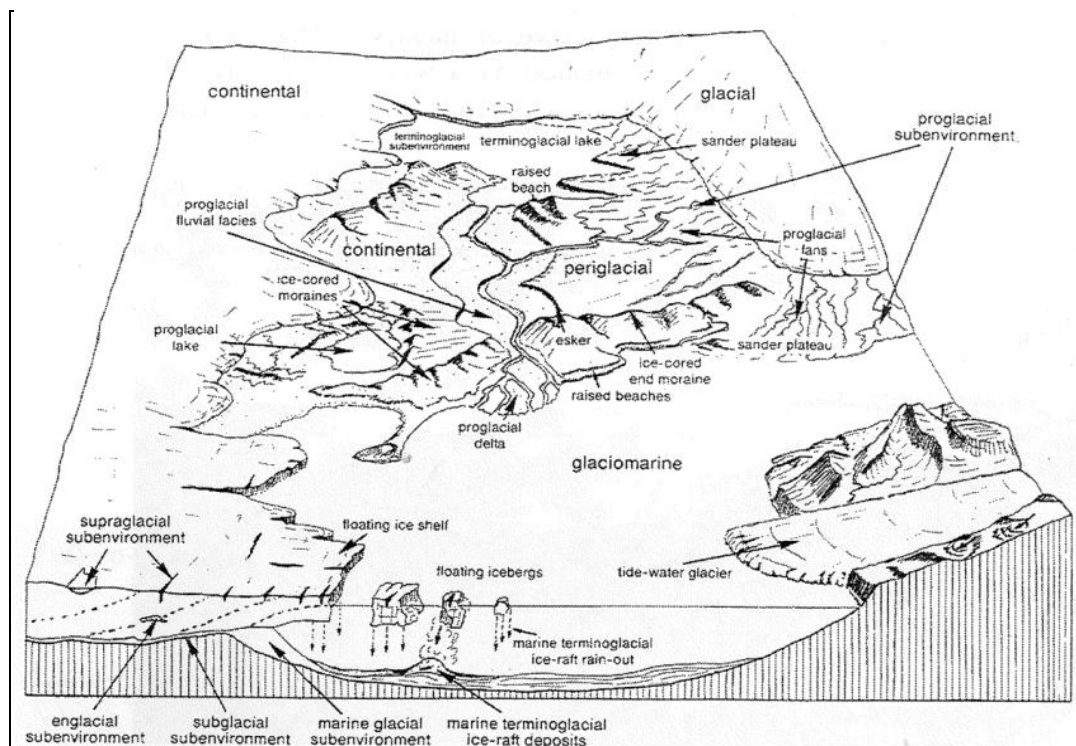 continental
glacial
proglacial
subenvironment
terminoglacial
subenvironment
terminoglacial lake
sander plateau
raised
beach
proglacial
fluvial facies
continental
proglacial
fans
periglacial
ice-cored
moraines
proglacial
lake
esker
sander plateau
ice-cored
end moraine
raised beaches
proglacial
delta
glaciomarine
supraglacial
subenvironment
floating ice shelf
floating icebergs
tide-water glacier
marine terminoglacial
ice-raft rain-out
englacial
subenvironment
subglacial
subenvironment
marine glacial
subenvironment
marine terminoglacial
ice-raft deposits